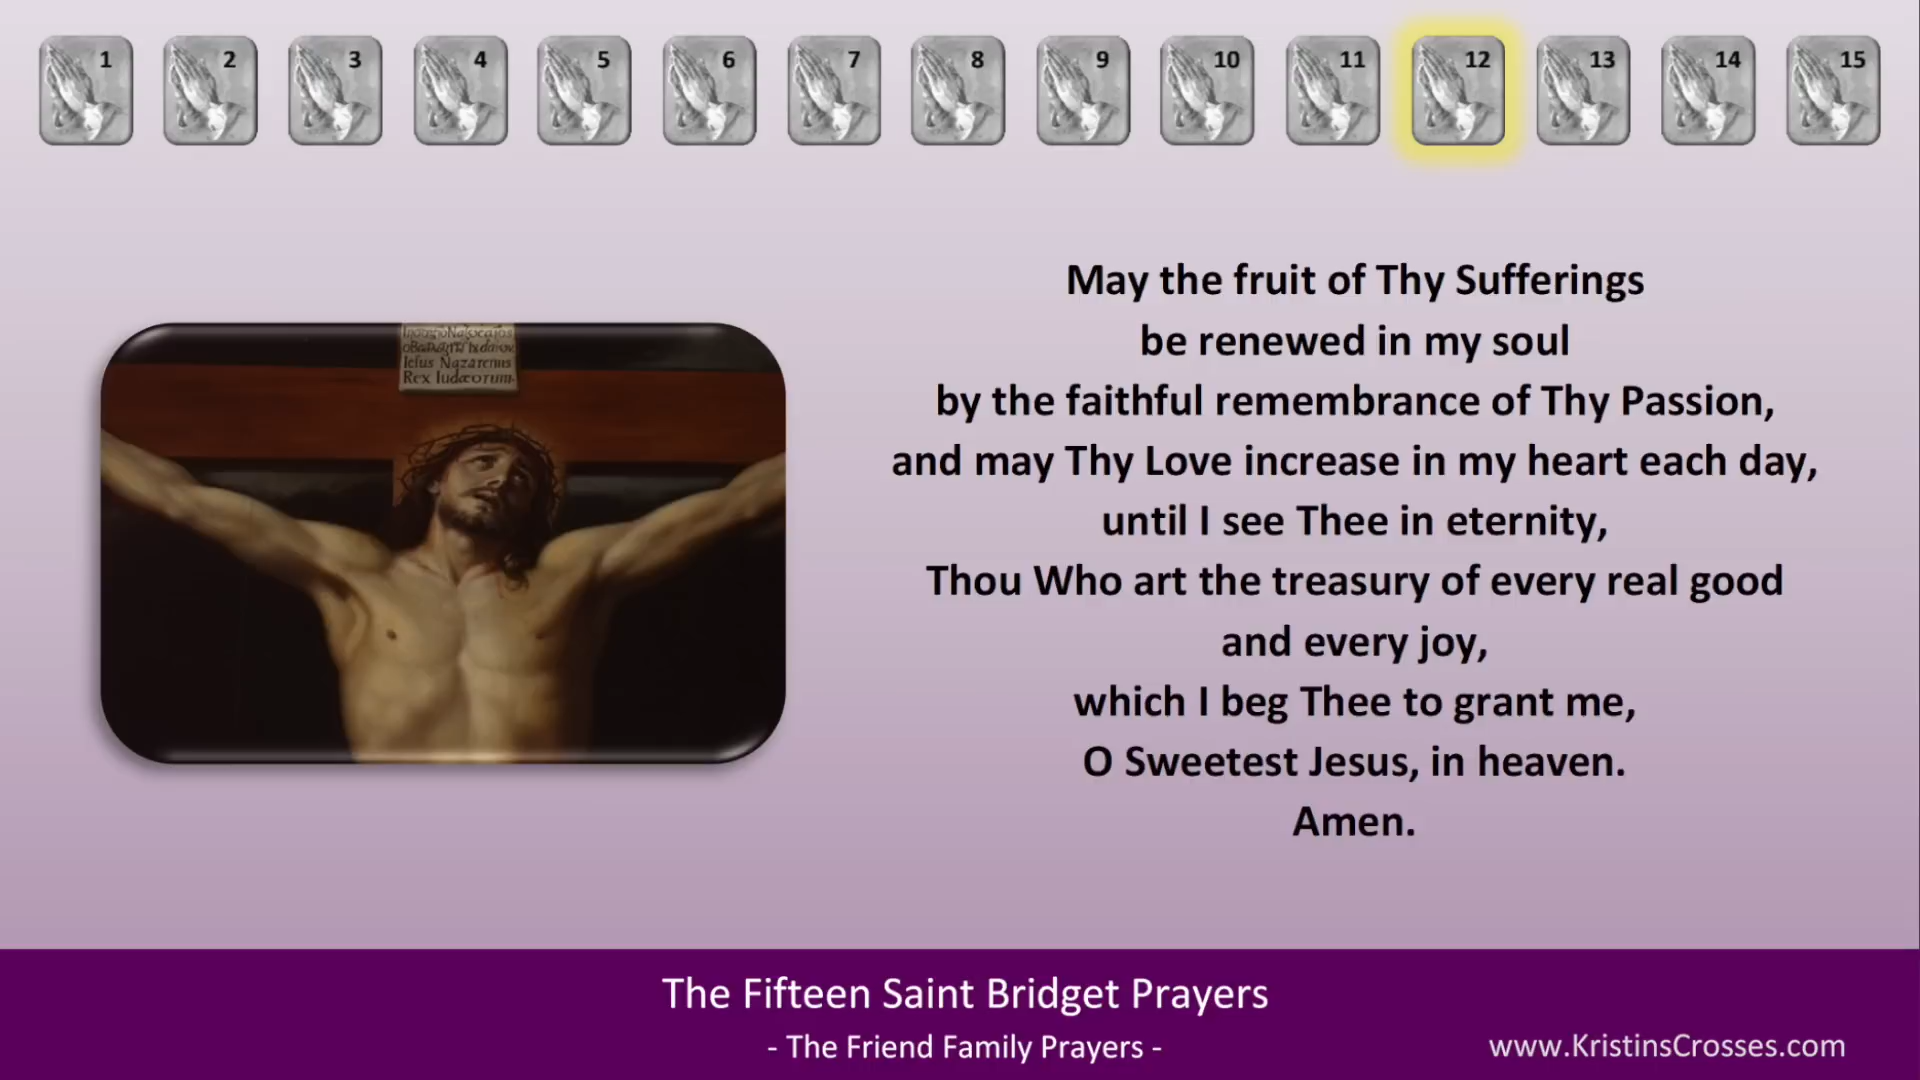 1 2 3 4 5 6 7 8 9 10 11 12 13 14 15
Iesus Nazarenus
Rex Iudæorum
May the fruit of Thy Sufferings
be renewed in my soul
by the faithful remembrance of Thy Passion,
and may Thy Love increase in my heart each day,
until I see Thee in eternity,
Thou Who art the treasury of every real good
and every joy,
which I beg Thee to grant me,
O Sweetest Jesus, in heaven.
Amen.
The Fifteen Saint Bridget Prayers
- The Friend Family Prayers -
www.KristinsCrosses.com